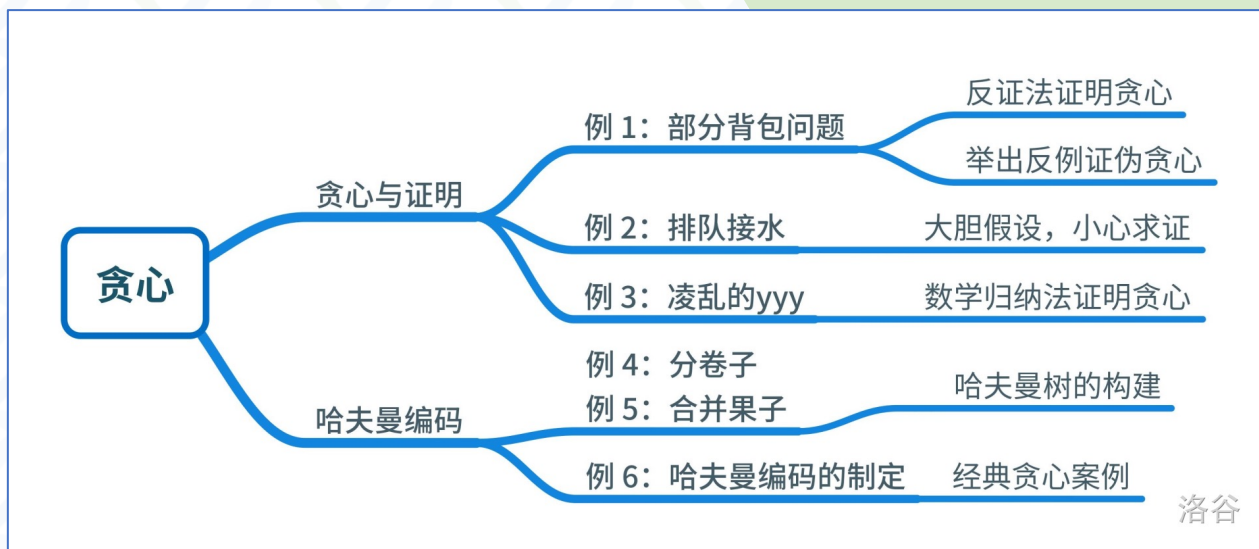 贪心
贪心与证明
例 1：部分背包问题
反证法证明贪心
举出反例证伪贪心
例 2：排队接水
大胆假设，小心求证
例 3：凌乱的yyy
数学归纳法证明贪心
哈夫曼编码
例 4：分卷子
例 5：合并果子
哈夫曼树的构建
例 6：哈夫曼编码的制定
经典贪心案例
洛谷